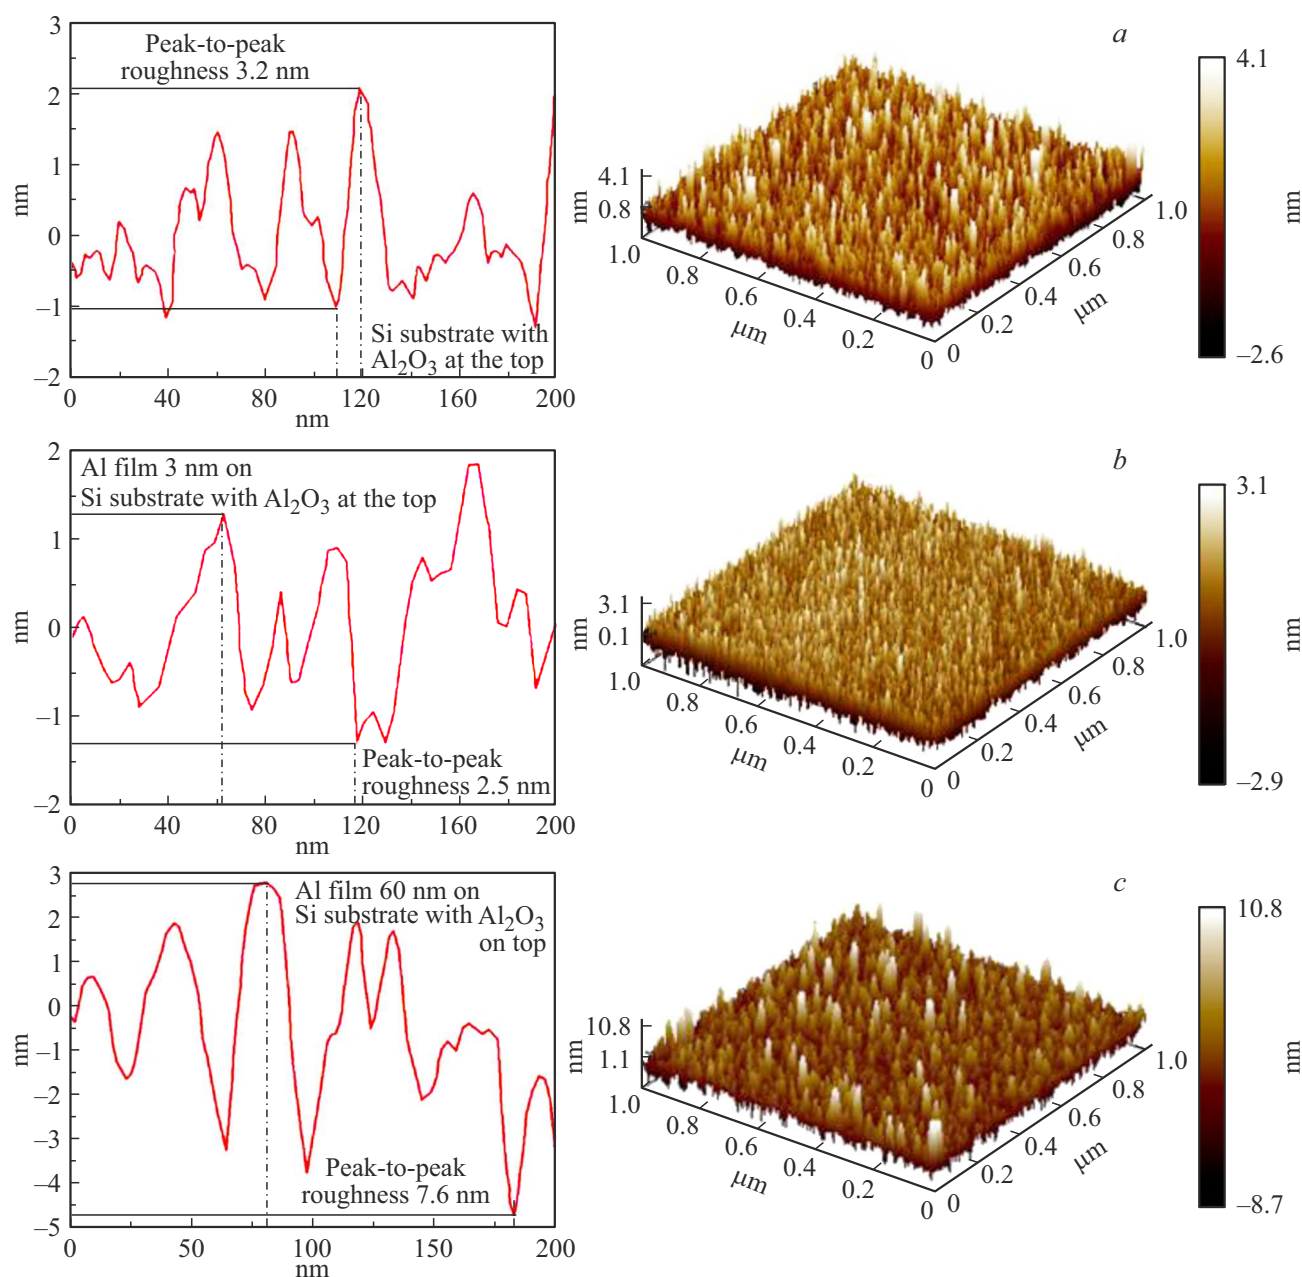 3
2
1
0
−1
−2
nm
Peak-to-peak
roughness 3.2 nm
Si substrate with
Al₂O₃ at the top
0
40
80
120
160
200
nm
a
4.1
0.8
nm
1.0
0.8
0.6
0.4
0.2
0
μm
0
0.2
0.4
0.6
0.8
1.0
μm
4.1
−2.6
nm
2
1
0
−1
−2
nm
Al film 3 nm on
Si substrate with Al₂O₃ at the top
Peak-to-peak
roughness 2.5 nm
0
40
80
120
160
200
nm
b
3.1
0.1
nm
1.0
0.8
0.6
0.4
0.2
0
μm
0
0.2
0.4
0.6
0.8
1.0
μm
3.1
−2.9
nm
3
2
1
0
−1
−2
−3
−4
−5
nm
Al film 60 nm on
Si substrate with Al₂O₃
on top
Peak-to-peak
roughness 7.6 nm
0
50
100
150
200
nm
c
10.8
1.1
nm
1.0
0.8
0.6
0.4
0.2
0
μm
0
0.2
0.4
0.6
0.8
1.0
μm
10.8
−8.7
nm